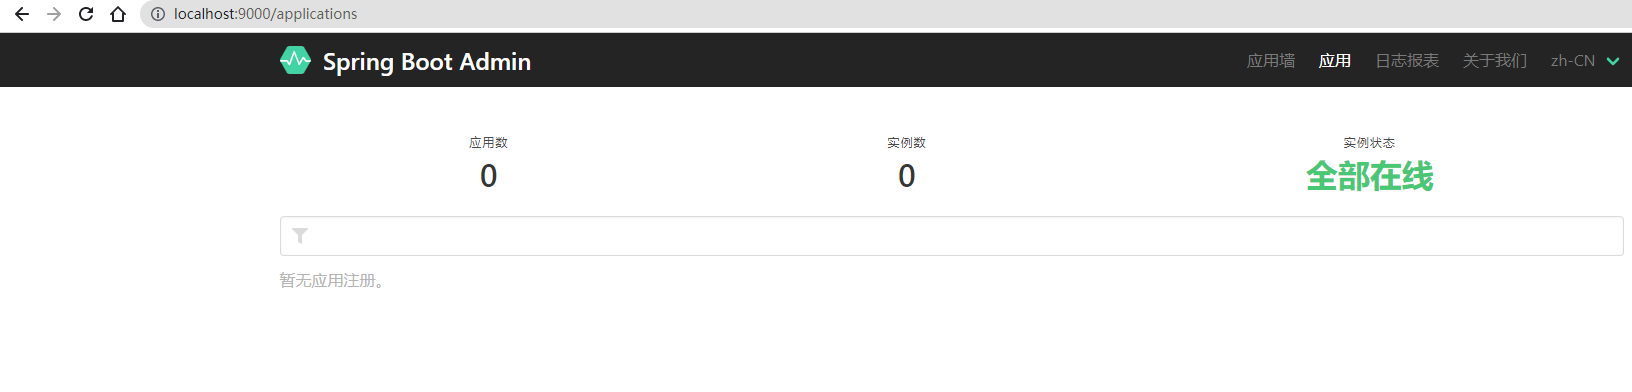 localhost:9000/applications
Spring Boot Admin 应用墙 应用 日志报表 关于我们 zh-CN
应用数 实例数 实例状态
0 0 全部在线
暂无应用注册。